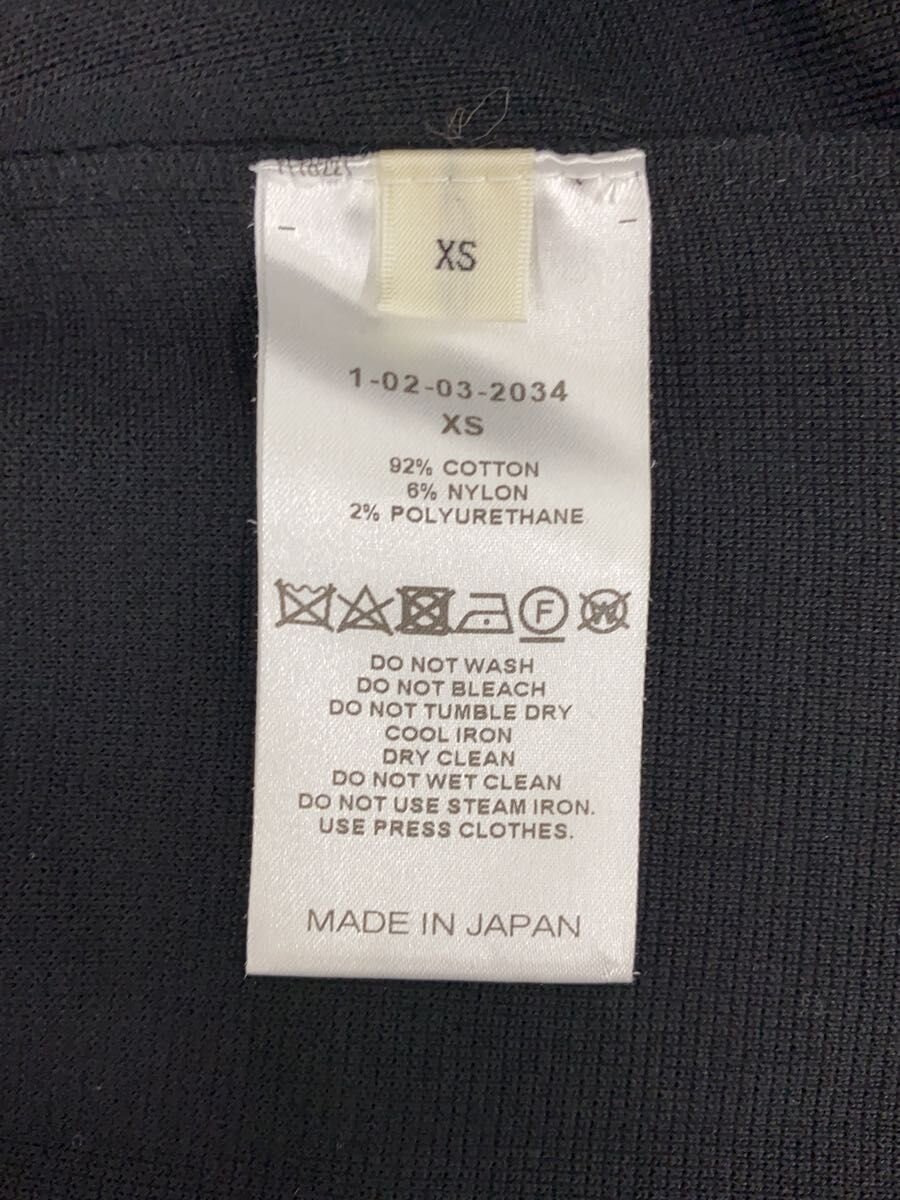 XS
1-02-03-2034
XS
92% COTTON
6% NYLON
2% POLYURETHANE
F W
DO NOT WASH
DO NOT BLEACH
DO NOT TUMBLE DRY
COOL IRON
DRY CLEAN
DO NOT WET CLEAN
DO NOT USE STEAM IRON.
USE PRESS CLOTHES.
MADE IN JAPAN